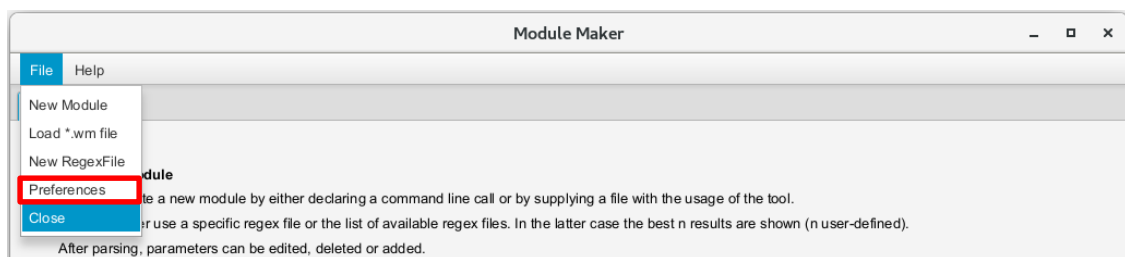 Module Maker
File Help
New Module
Load *.wm file
New RegexFile
dule
Preferences
te a new module by either declaring a command line call or by supplying a file with the usage of the tool.
Close
r use a specific regex file or the list of available regex files. In the latter case the best n results are shown (n user-defined).
After parsing, parameters can be edited, deleted or added.